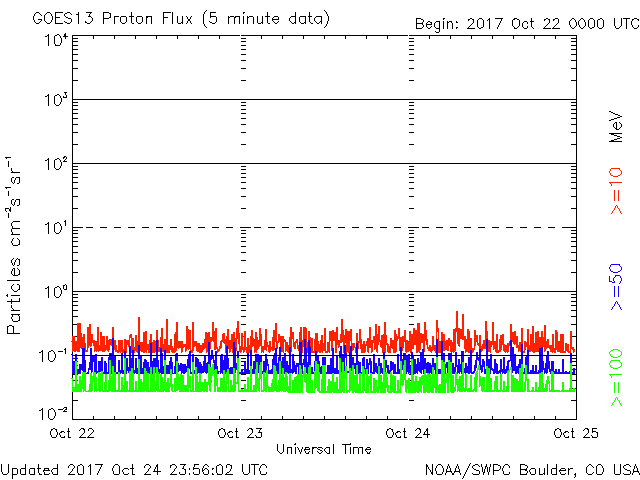 GOES13 Proton Flux (5 minute data)
Begin: 2017 Oct 22 0000 UTC
10⁴
10³
10²
10¹
10⁰
10⁻¹
10⁻²
Particles cm⁻²s⁻¹sr⁻¹
MeV
>=10
>=50
>=100
Oct 22
Oct 23
Oct 24
Oct 25
Universal Time
Updated 2017 Oct 24 23:56:02 UTC
NOAA/SWPC Boulder, CO USA